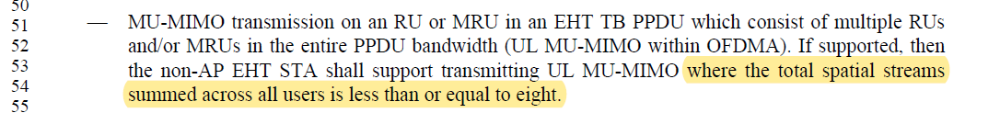 50
51 — MU-MIMO transmission on an RU or MRU in an EHT TB PPDU which consist of multiple RUs
52 and/or MRUs in the entire PPDU bandwidth (UL MU-MIMO within OFDMA). If supported, then
53 the non-AP EHT STA shall support transmitting UL MU-MIMO where the total spatial streams
54 summed across all users is less than or equal to eight.
55